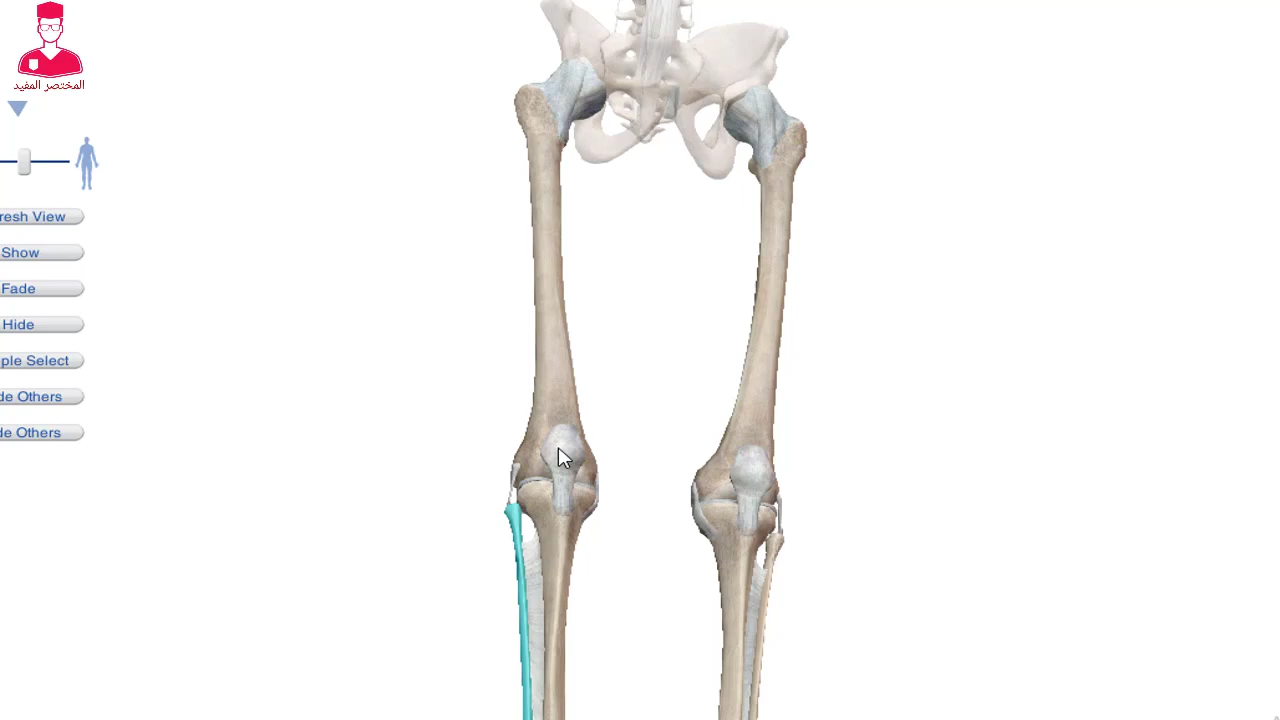 المختصر المفيد
resh View
Show
Fade
Hide
ple Select
de Others
de Others